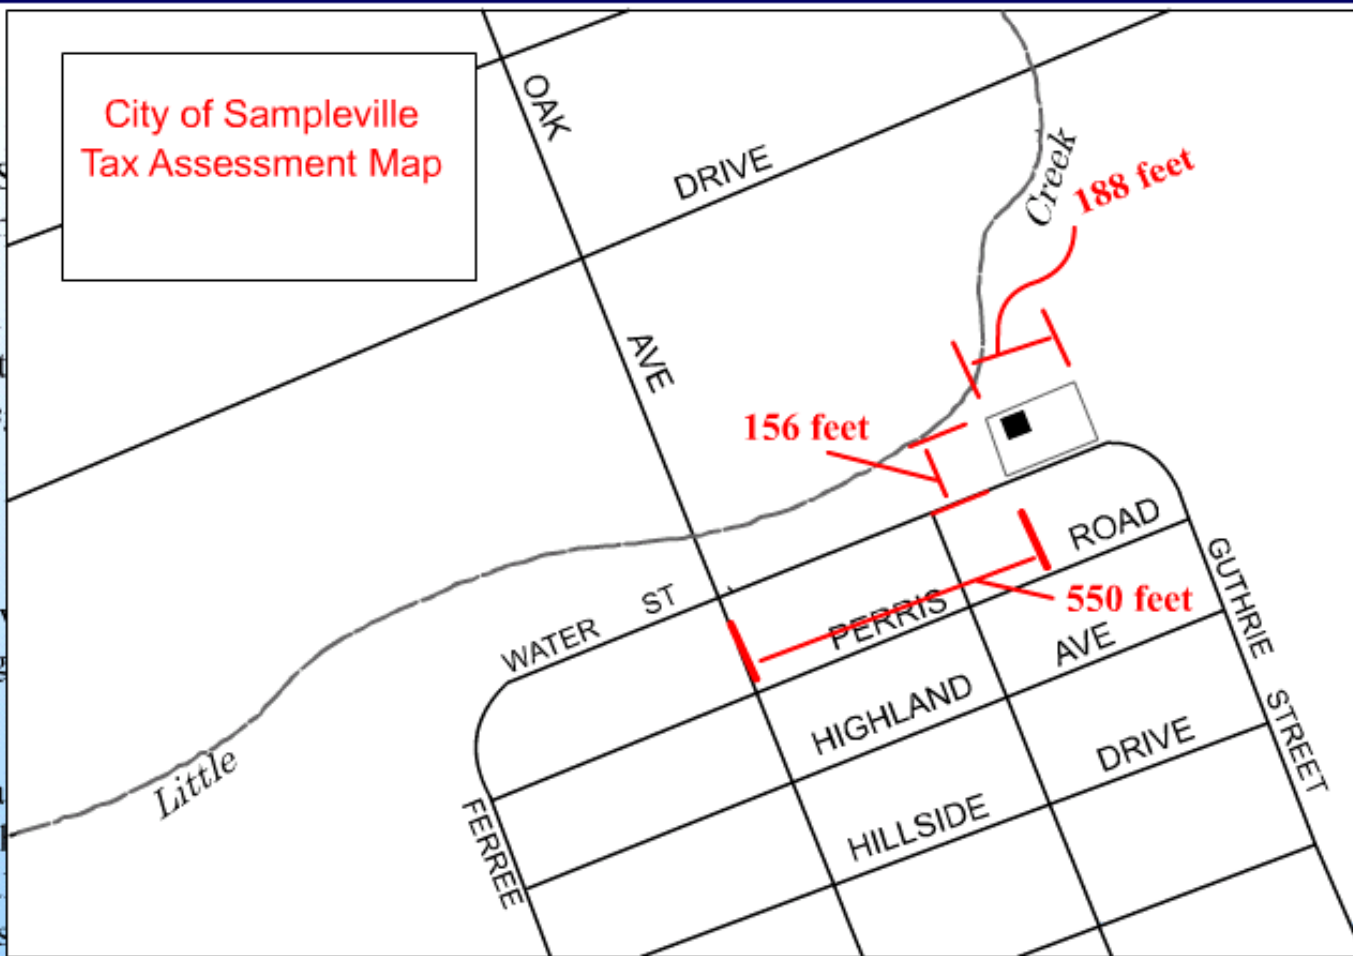 City of Sampleville
Tax Assessment Map
OAK
DRIVE
Creek
188 feet
AVE
156 feet
ROAD
WATER ST
PERRIS
550 feet
GUTHRIE
AVE
HIGHLAND
STREET
DRIVE
Little
FERREE
HILLSIDE